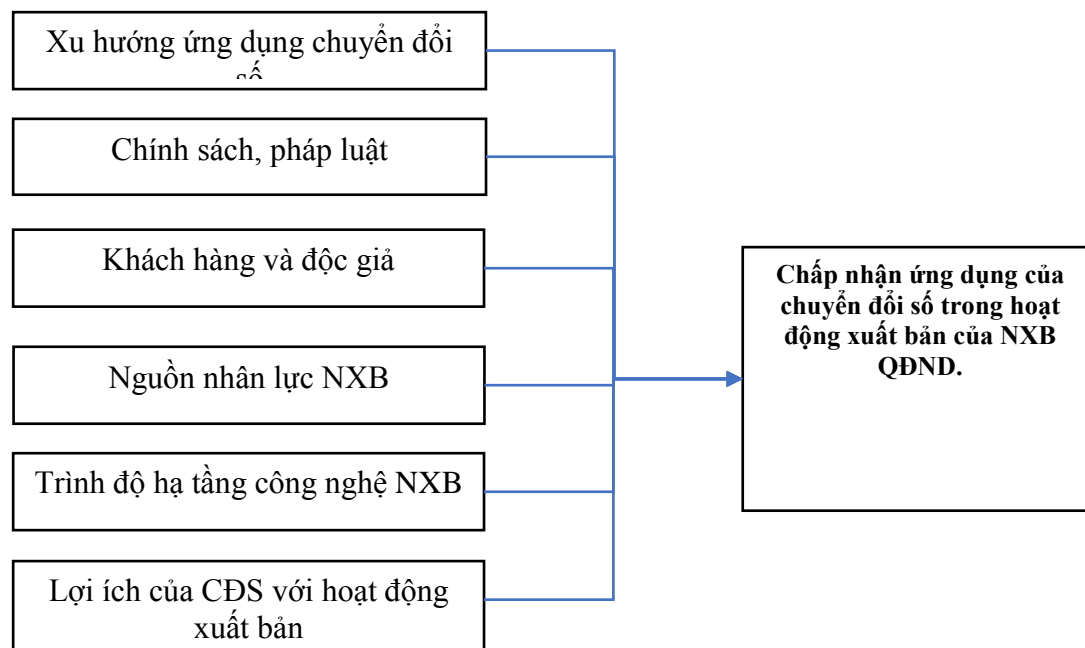 Xu hướng ứng dụng chuyển đổi
số
Chính sách, pháp luật
Khách hàng và độc giả
Nguồn nhân lực NXB
Trình độ hạ tầng công nghệ NXB
Lợi ích của CĐS với hoạt động
xuất bản
Chấp nhận ứng dụng của
chuyển đổi số trong hoạt
động xuất bản của NXB
QĐND.